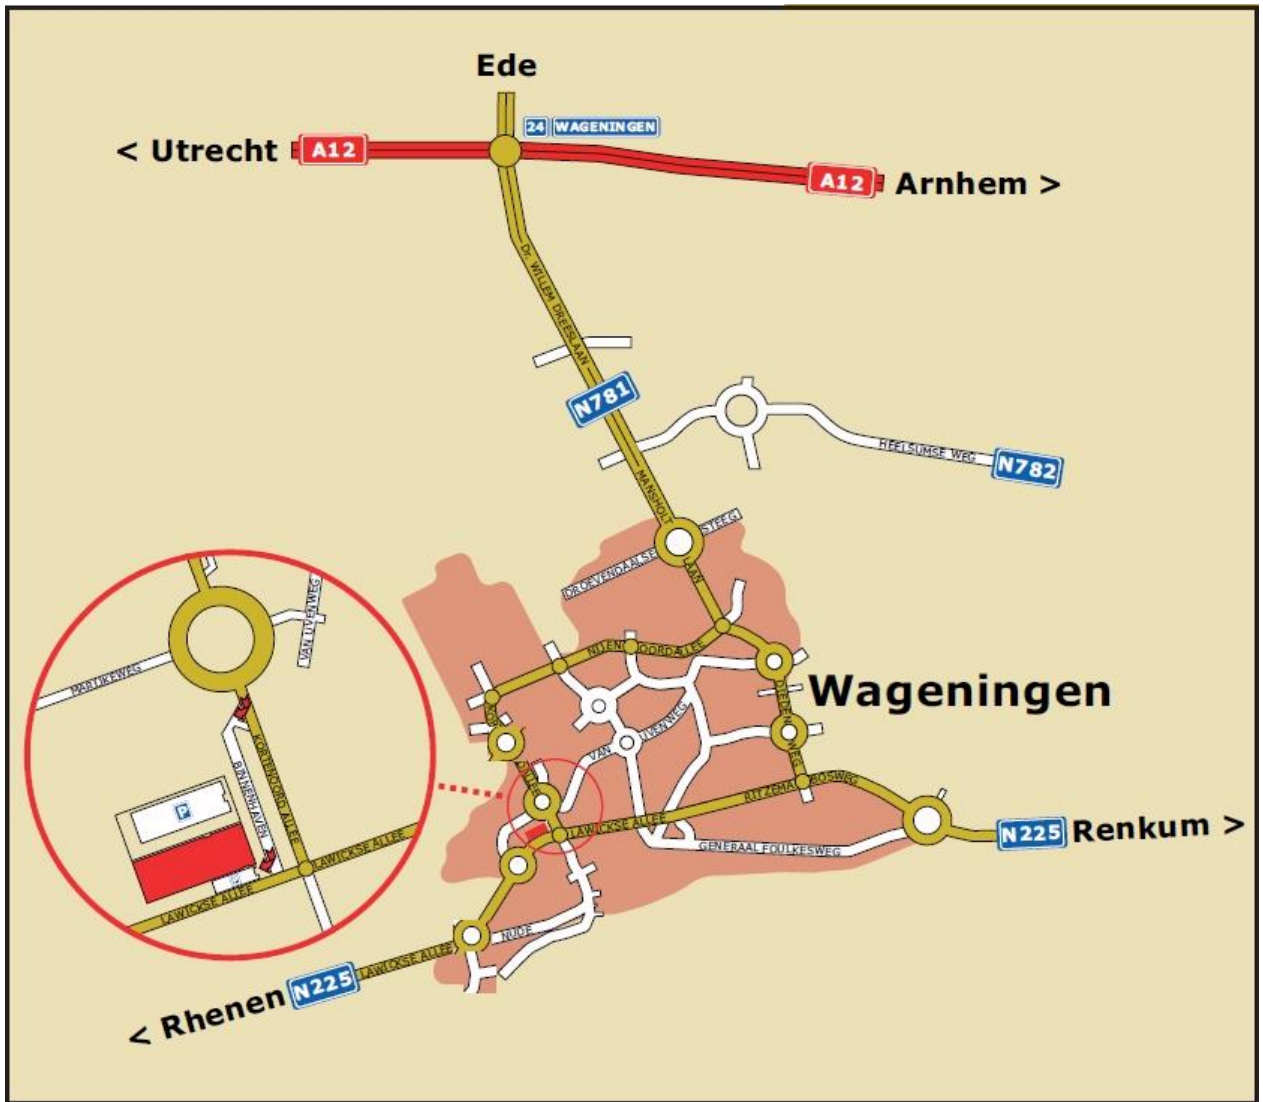 Ede
24 WAGENINGEN
< Utrecht A12
A12 Arnhem >
Dr. WILLEM DREESLAAN
N781
HEELSUMSE WEG N782
MANSHOLT
LAAN
DROEVENDAALSE STEEG
NIJENOORDALLEE
Wageningen
DIEDENWEG
VAN UVENWEG
RITZEMA BOSWEG
LAWICKSE ALLEE
GENERAAL FOULKESWEG
N225 Renkum >
NUDE
LAWICKSE ALLEE
< Rhenen N225
VAN UVENWEG
MARIJKEWEG
KORTENOORD ALLEE
BINNENHAVEN
P
LAWICKSE ALLEE
LAWICKSE ALLEE